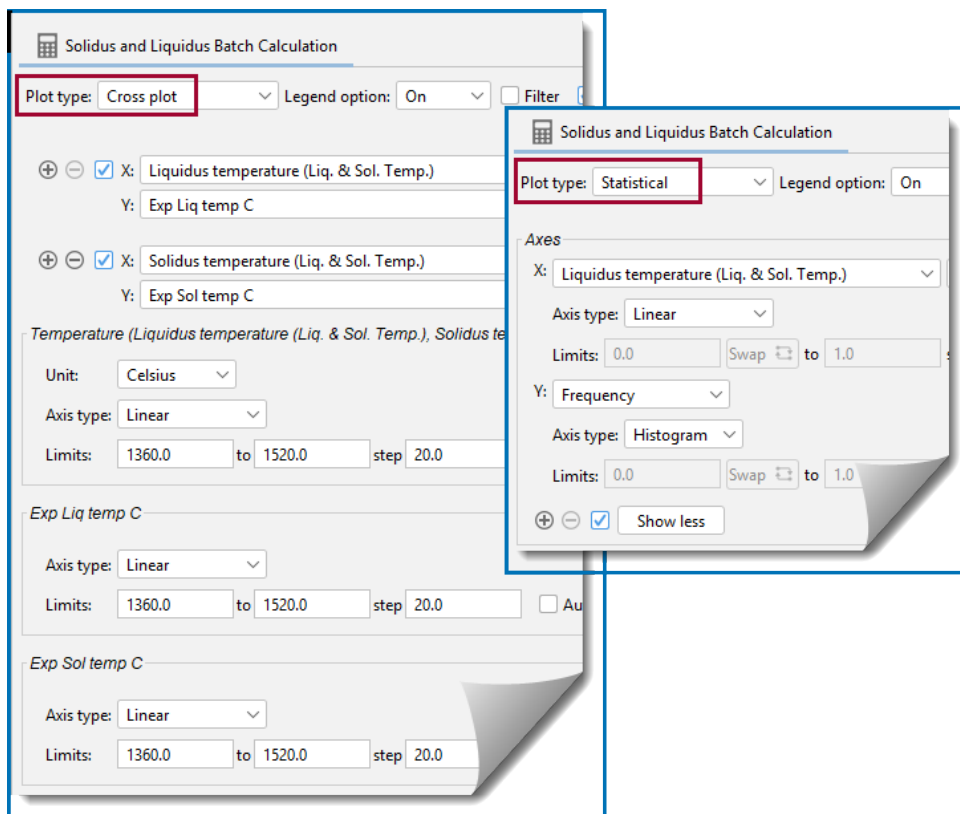 Solidus and Liquidus Batch Calculation
Plot type: Cross plot Legend option: On Filter
X: Liquidus temperature (Liq. & Sol. Temp.)
Y: Exp Liq temp C
X: Solidus temperature (Liq. & Sol. Temp.)
Y: Exp Sol temp C
Temperature (Liquidus temperature (Liq. & Sol. Temp.), Solidus te
Unit: Celsius
Axis type: Linear
Limits: 1360.0 to 1520.0 step 20.0
Exp Liq temp C
Axis type: Linear
Limits: 1360.0 to 1520.0 step 20.0 Au
Exp Sol temp C
Axis type: Linear
Limits: 1360.0 to 1520.0 step 20.0
Solidus and Liquidus Batch Calculation
Plot type: Statistical Legend option: On
Axes
X: Liquidus temperature (Liq. & Sol. Temp.)
Axis type: Linear
Limits: 0.0 Swap to 1.0 s
Y: Frequency
Axis type: Histogram
Limits: 0.0 Swap to 1.0
Show less